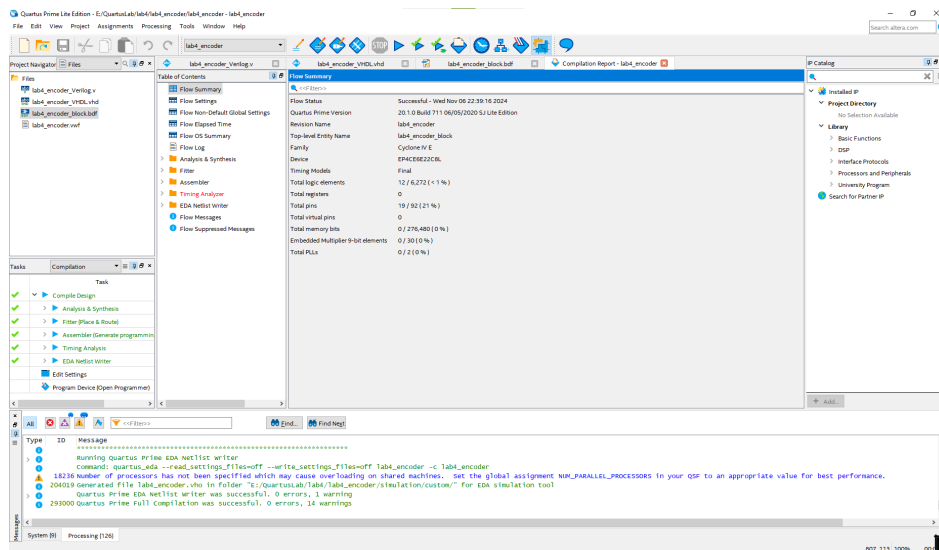 Quartus Prime Lite Edition - E:/QuartusLab/lab4/lab4_encoder/lab4_encoder - lab4_encoder
File Edit View Project Assignments Processing Tools Window Help
Search altera.com
lab4_encoder
Project Navigator Files
Files
lab4_encoder_Verilog.v
lab4_encoder_VHDL.vhd
lab4_encoder_block.bdf
lab4_encoder.vwf
lab4_encoder_Verilog.v
lab4_encoder_VHDL.vhd
lab4_encoder_block.bdf
Compilation Report - lab4_encoder
Table of Contents
Flow Summary
Flow Settings
Flow Non-Default Global Settings
Flow Elapsed Time
Flow OS Summary
Flow Log
Analysis & Synthesis
Fitter
Assembler
Timing Analyzer
EDA Netlist Writer
Flow Messages
Flow Suppressed Messages
Flow Summary
<<Filter>>
Flow Status Successful - Wed Nov 06 22:39:16 2024
Quartus Prime Version 20.1.0 Build 711 06/05/2020 SJ Lite Edition
Revision Name lab4_encoder
Top-level Entity Name lab4_encoder_block
Family Cyclone IV E
Device EP4CE6E22C8L
Timing Models Final
Total logic elements 12 / 6,272 ( < 1 % )
Total registers 0
Total pins 19 / 92 ( 21 % )
Total virtual pins 0
Total memory bits 0 / 276,480 ( 0 % )
Embedded Multiplier 9-bit elements 0 / 30 ( 0 % )
Total PLLs 0 / 2 ( 0 % )
IP Catalog
Installed IP
Project Directory
No Selection Available
Library
Basic Functions
DSP
Interface Protocols
Processors and Peripherals
University Program
Search for Partner IP
+ Add...
Tasks Compilation
Task
Compile Design
Analysis & Synthesis
Fitter (Place & Route)
Assembler (Generate programmin
Timing Analysis
EDA Netlist Writer
Edit Settings
Program Device (Open Programmer)
All <<Filter>> Find... Find Next
Type ID Message
*******************************************************************
Running Quartus Prime EDA Netlist Writer
Command: quartus_eda --read_settings_files=off --write_settings_files=off lab4_encoder -c lab4_encoder
18236 Number of processors has not been specified which may cause overloading on shared machines. Set the global assignment NUM_PARALLEL_PROCESSORS in your QSF to an appropriate value for best performance.
204019 Generated file lab4_encoder.vho in folder "E:/QuartusLab/lab4/lab4_encoder/simulation/custom/" for EDA simulation tool
Quartus Prime EDA Netlist Writer was successful. 0 errors, 1 warning
293000 Quartus Prime Full Compilation was successful. 0 errors, 14 warnings
Messages
System (9) Processing (126)
807, 213 100%